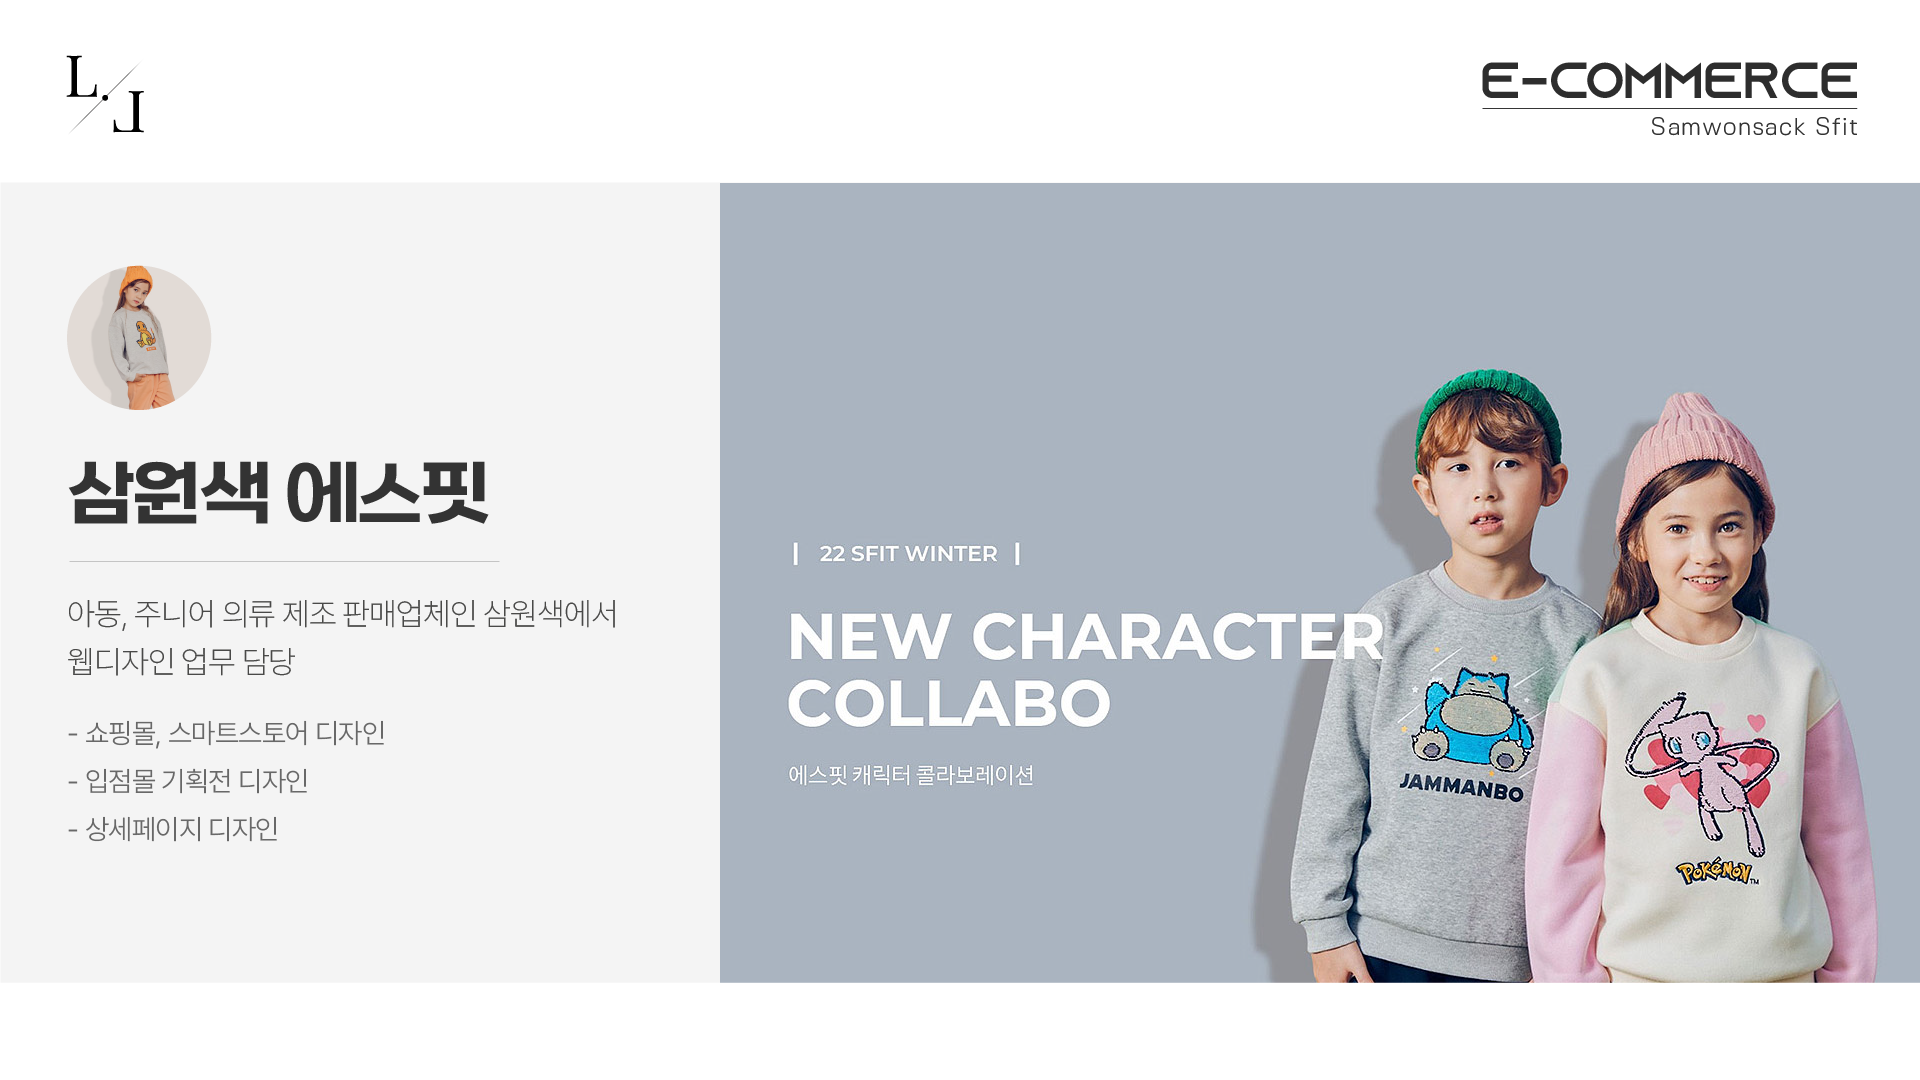 L.L
E-COMMERCE
Samwonsack Sfit
삼원색 에스핏
아동, 주니어 의류 제조 판매업체인 삼원색에서
웹디자인 업무 담당
- 쇼핑몰, 스마트스토어 디자인
- 입점몰 기획전 디자인
- 상세페이지 디자인
| 22 SFIT WINTER |
NEW CHARACTER
COLLABO
에스핏 캐릭터 콜라보레이션
JAMMANBO
POKéMON™